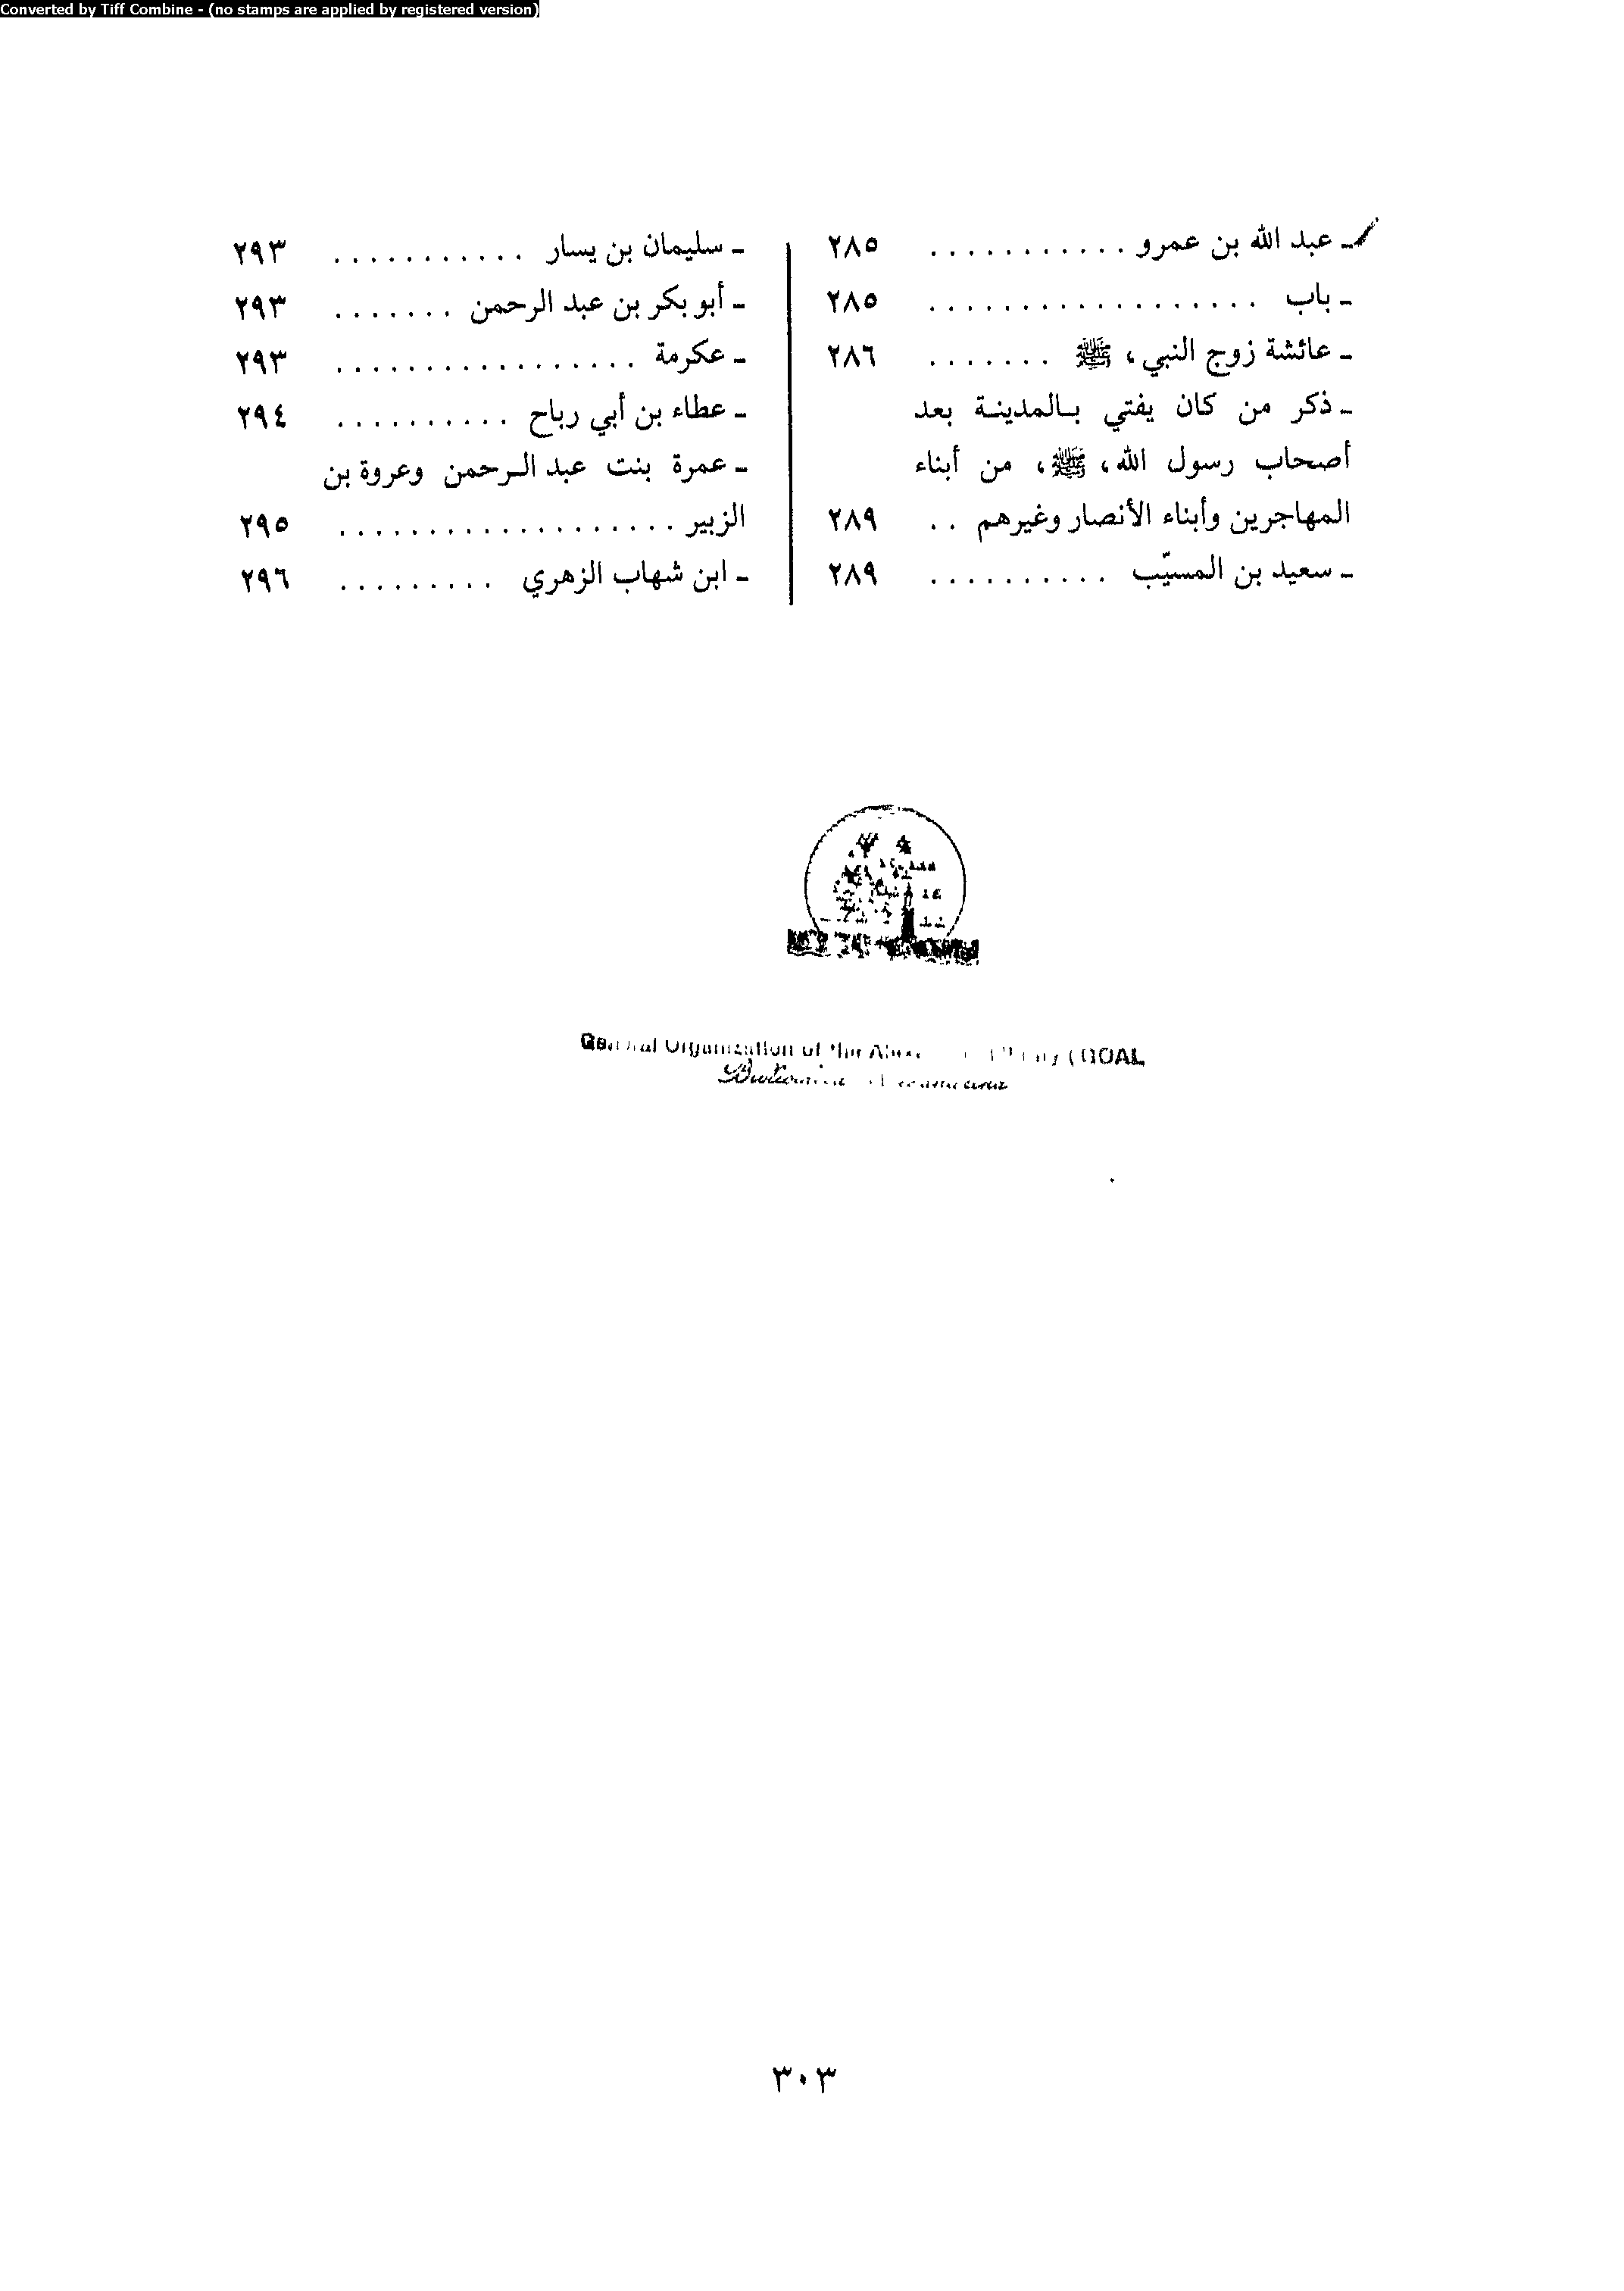 Converted by Tiff Combine - (no stamps are applied by registered version)
ـ عبد الله بن عمرو . . . . . . . . . . . ٢٨٥
ـ باب . . . . . . . . . . . . . . . . . . ٢٨٥
ـ عائشة زوج النبي، ﷺ . . . . . . . ٢٨٦
ـ ذكر من كان يفتي بالمدينة بعد
أصحاب رسول الله، ﷺ، من أبناء
المهاجرين وأبناء الأنصار وغيرهم . . ٢٨٩
ـ سعيد بن المسيّب . . . . . . . . . . ٢٨٩
ـ سليمان بن يسار . . . . . . . . . . . ٢٩٣
ـ أبو بكر بن عبد الرحمن . . . . . . . ٢٩٣
ـ عكرمة . . . . . . . . . . . . . . . . . ٢٩٣
ـ عطاء بن أبي رباح . . . . . . . . . . ٢٩٤
ـ عمرة بنت عبد الرحمن وعروة بن
الزبير . . . . . . . . . . . . . . . . . . . ٢٩٥
ـ ابن شهاب الزهري . . . . . . . . . ٢٩٦
General Organization of the (GOAL
٣٠٣